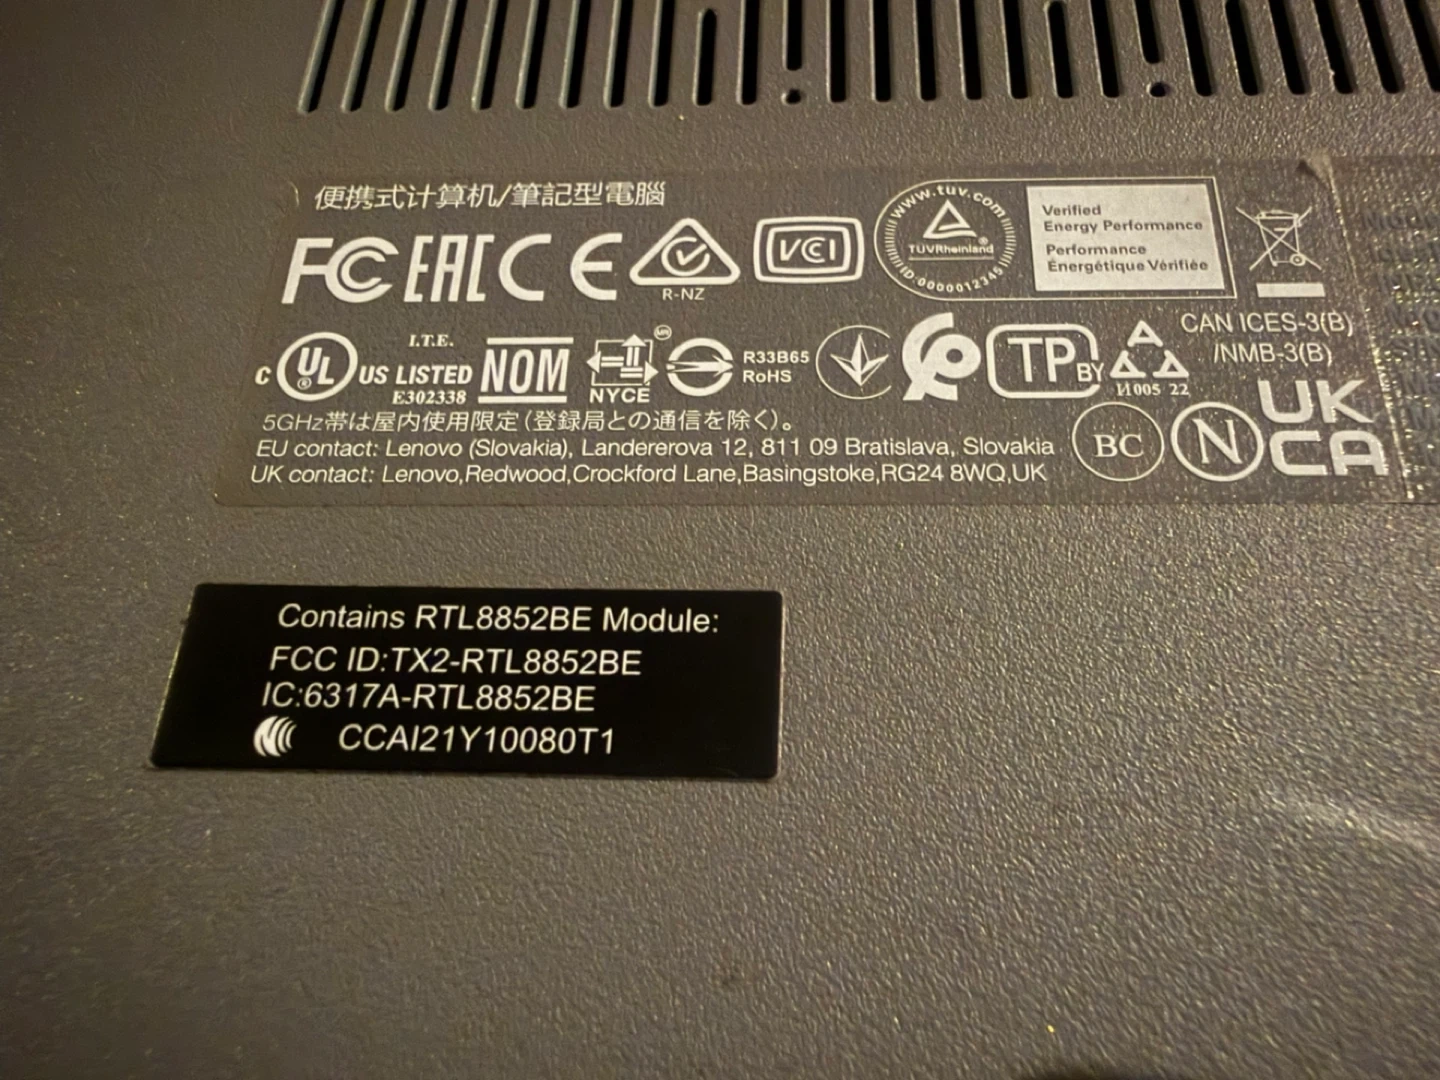 便携式计算机/筆記型電腦
FC EAC CE R-NZ VCCI www.tuv.com TÜVRheinland® ID:0000012345 Verified
Energy Performance
Performance
Énergétique Vérifiée
c UL US I.T.E.
LISTED
E302338
NOM NYCE R33B65
RoHS
TP BY И005 22 CAN ICES-3(B)
/NMB-3(B)
5GHz帯は屋内使用限定(登録局との通信を除く)。
EU contact: Lenovo (Slovakia), Landererova 12, 811 09 Bratislava, Slovakia
UK contact: Lenovo,Redwood,Crockford Lane,Basingstoke,RG24 8WQ,UK
BC N UK
CA
Contains RTL8852BE Module:
FCC ID:TX2-RTL8852BE
IC:6317A-RTL8852BE
CCAI21Y10080T1